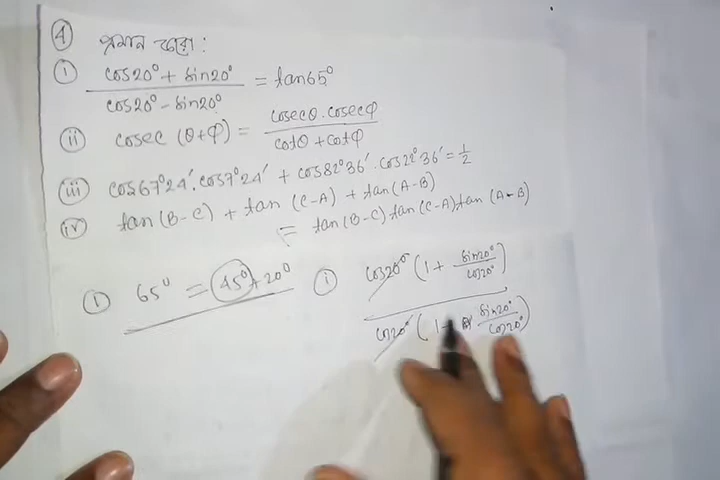 ④ প্রমান করো :
ⓘ cos20° + sin20° / cos20° - sin20° = tan65°
ⓘⓘ cosec (θ+φ) = cosecθ . cosecφ / cotθ + cotφ
ⓘⓘⓘ cos67°24′. cos7°24′ + cos82°36′. cos22°36′ = 1/2
ⓘⓥ tan (B-C) + tan (C-A) + tan (A-B)
= tan (B-C) tan (C-A) tan (A-B)
ⓘ 65° = 45° + 20°
ⓘ cos20° (1 + sin20°/cos20°)
cos20° (1 - sin20°/cos20°)